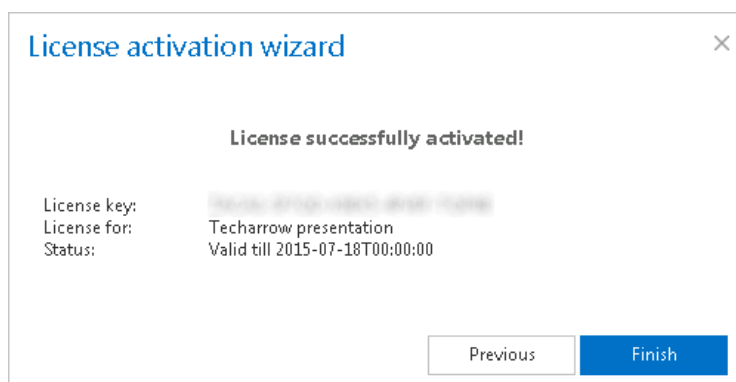 License activation wizard
License successfully activated!
License key:
License for: Techarrow presentation
Status: Valid till 2015-07-18T00:00:00
Previous Finish